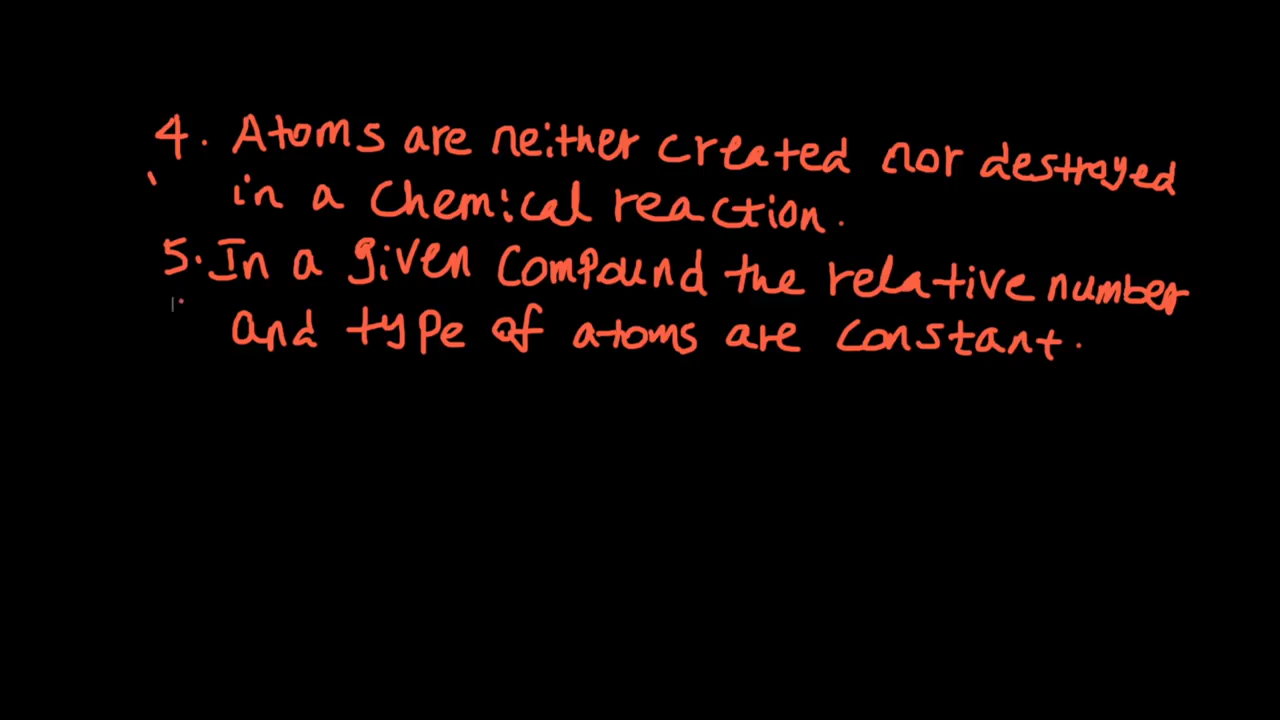 4. Atoms are neither created nor destroyed
in a chemical reaction.
5. In a given compound the relative number
and type of atoms are constant.